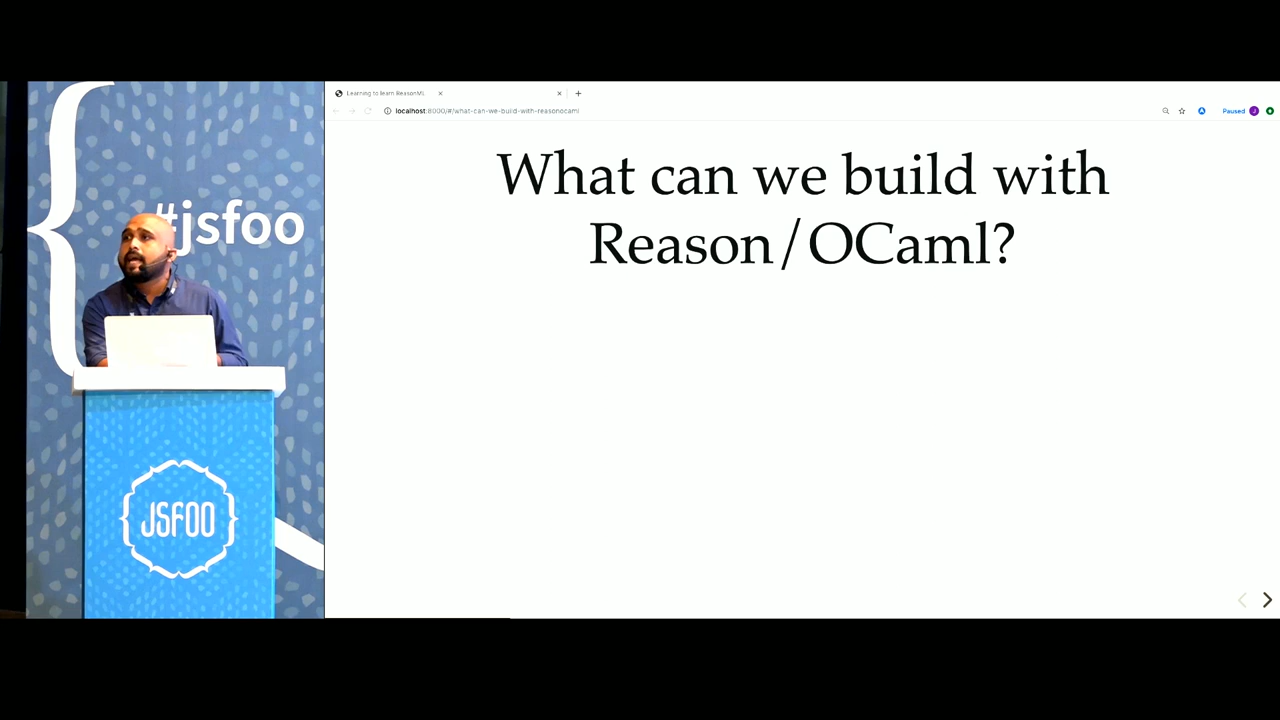 #jsfoo
JSFOO
Learning to learn ReasonML
localhost:8000/#/what-can-we-build-with-reasonocaml
Paused
J
What can we build with
Reason/OCaml?